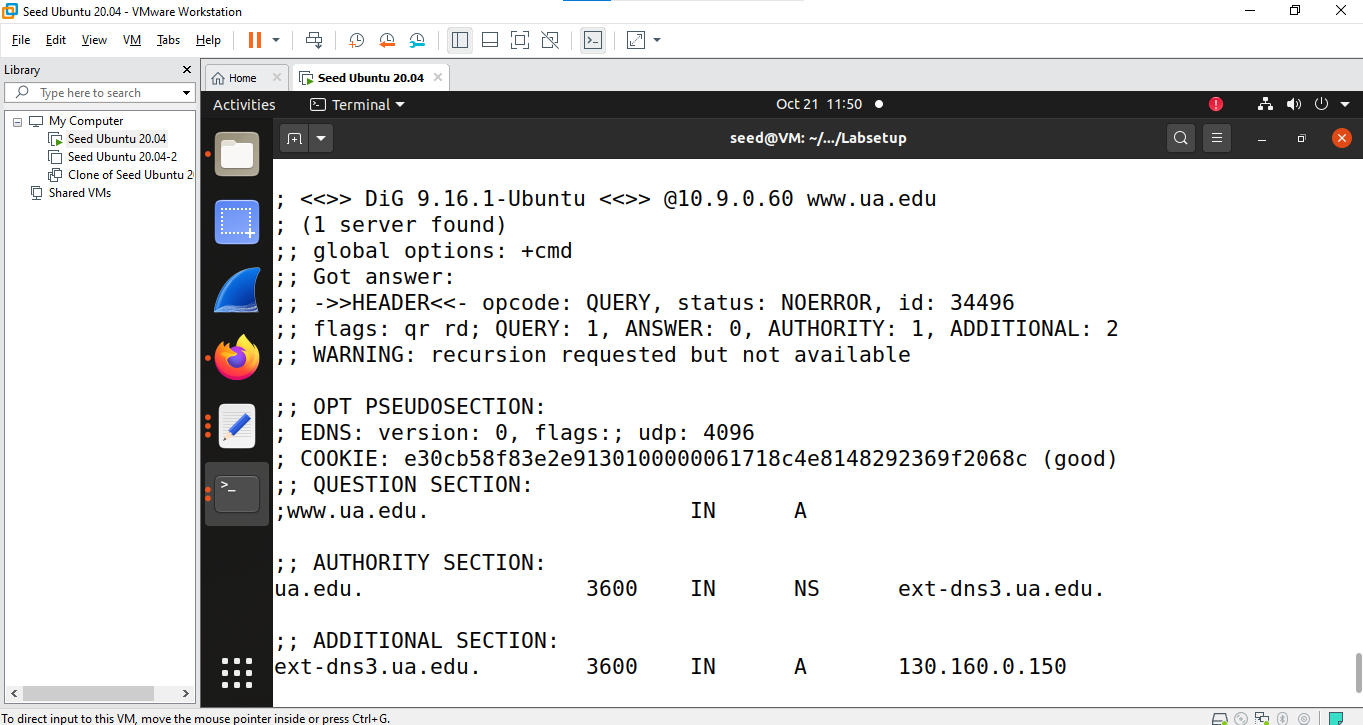 Seed Ubuntu 20.04 - VMware Workstation
File Edit View VM Tabs Help
Library
Type here to search
My Computer
Seed Ubuntu 20.04
Seed Ubuntu 20.04-2
Clone of Seed Ubuntu 2
Shared VMs
Home
Seed Ubuntu 20.04
Activities
Terminal
Oct 21 11:50
seed@VM: ~/.../Labsetup
; <<>> DiG 9.16.1-Ubuntu <<>> @10.9.0.60 www.ua.edu
; (1 server found)
;; global options: +cmd
;; Got answer:
;; ->>HEADER<<- opcode: QUERY, status: NOERROR, id: 34496
;; flags: qr rd; QUERY: 1, ANSWER: 0, AUTHORITY: 1, ADDITIONAL: 2
;; WARNING: recursion requested but not available
;; OPT PSEUDOSECTION:
; EDNS: version: 0, flags:; udp: 4096
; COOKIE: e30cb58f83e2e9130100000061718c4e8148292369f2068c (good)
;; QUESTION SECTION:
;www.ua.edu. IN A
;; AUTHORITY SECTION:
ua.edu. 3600 IN NS ext-dns3.ua.edu.
;; ADDITIONAL SECTION:
ext-dns3.ua.edu. 3600 IN A 130.160.0.150
To direct input to this VM, move the mouse pointer inside or press Ctrl+G.